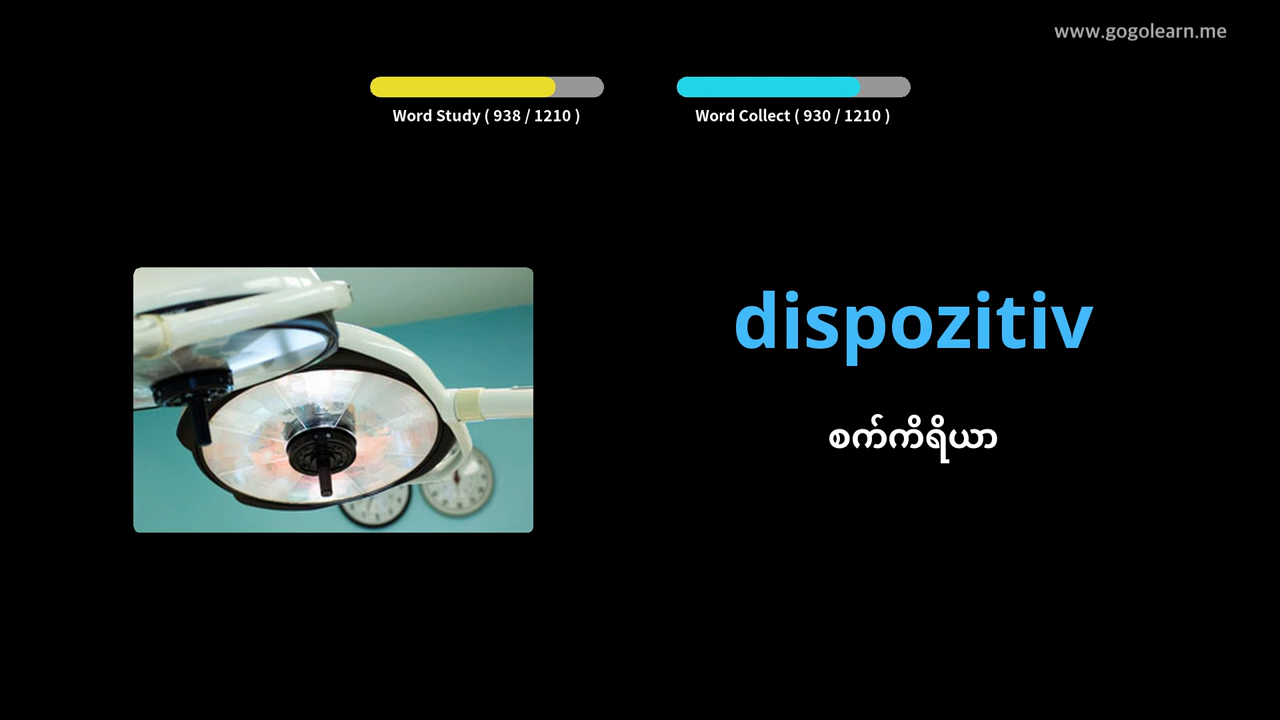 www.gogolearn.me
Word Study ( 938 / 1210 )
Word Collect ( 930 / 1210 )
dispozitiv
စက်ကိရိယာ